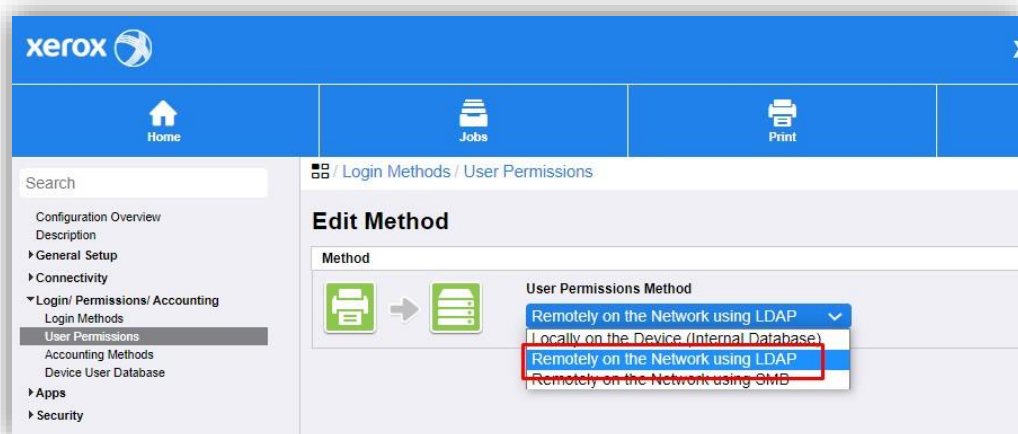 xerox
X
Home
Jobs
Print
Search
/ Login Methods / User Permissions
Configuration Overview
Description
General Setup
Connectivity
Login/ Permissions/ Accounting
Login Methods
User Permissions
Accounting Methods
Device User Database
Apps
Security
Edit Method
Method
User Permissions Method
Remotely on the Network using LDAP
Locally on the Device (Internal Database)
Remotely on the Network using LDAP
Remotely on the Network using SMB